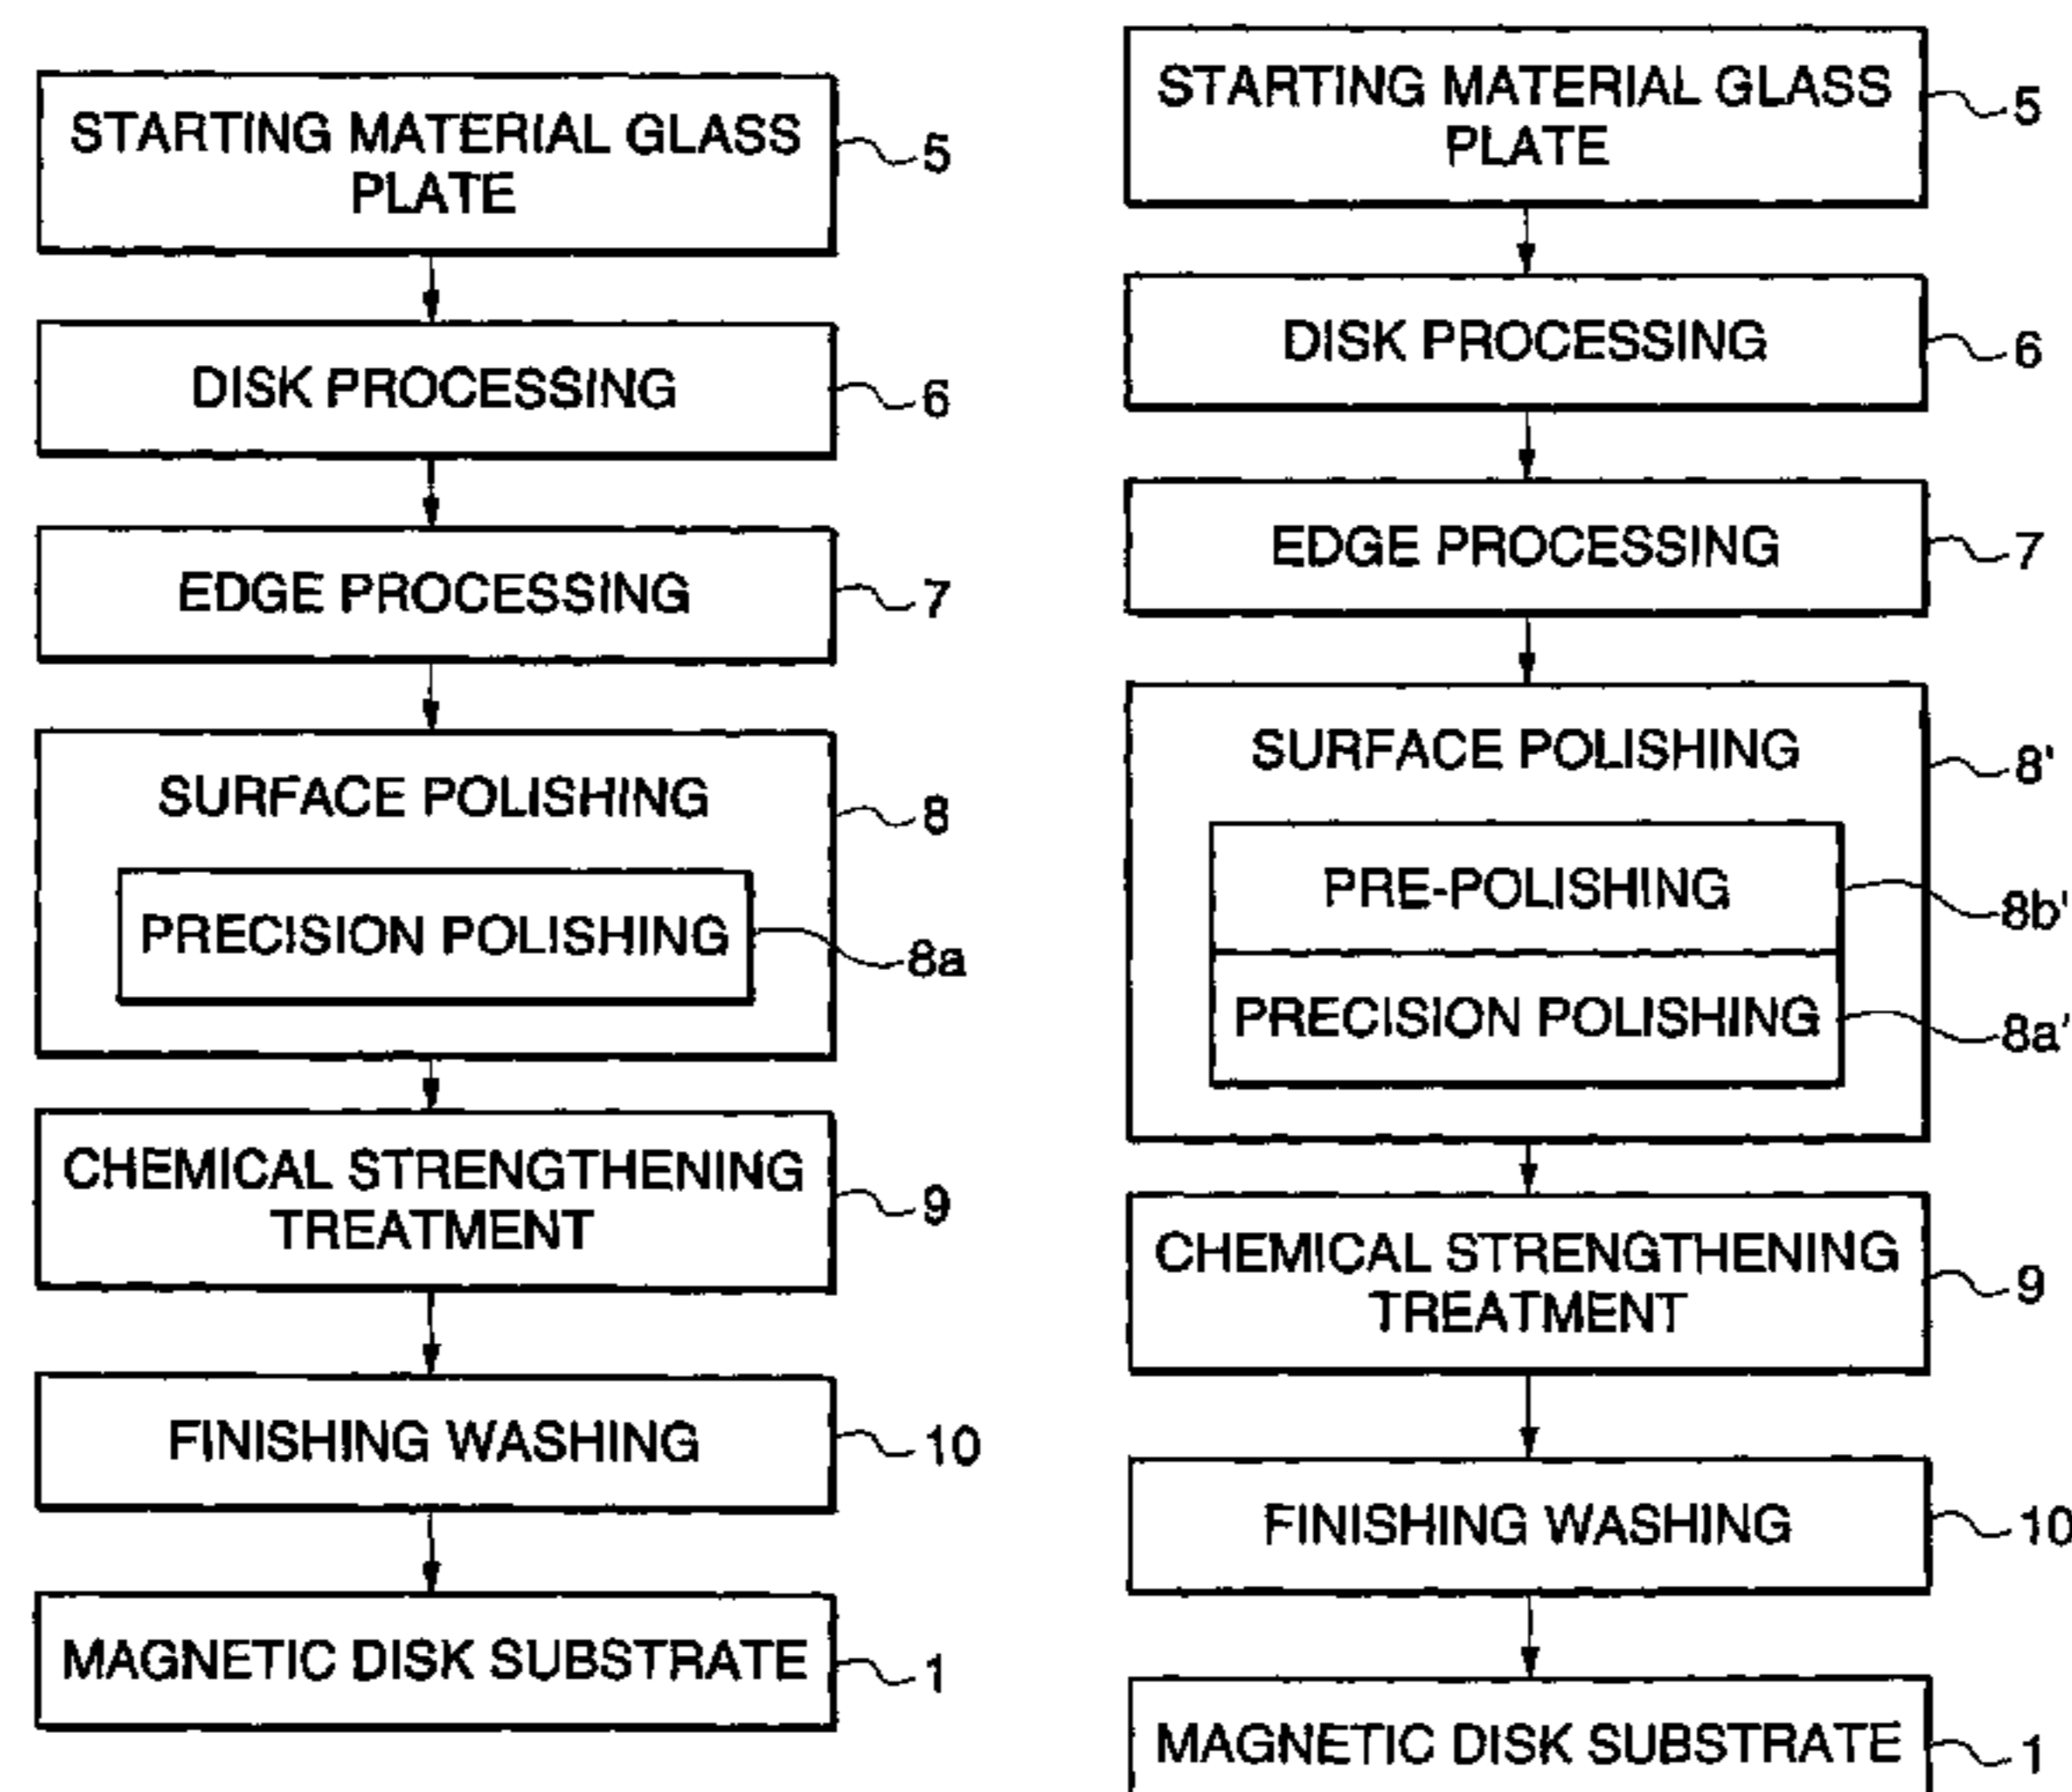 STARTING MATERIAL GLASS
PLATE
5
DISK PROCESSING
6
EDGE PROCESSING
7
SURFACE POLISHING
8
PRECISION POLISHING
8a
CHEMICAL STRENGTHENING
TREATMENT
9
FINISHING WASHING
10
MAGNETIC DISK SUBSTRATE
1
STARTING MATERIAL GLASS
PLATE
5
DISK PROCESSING
6
EDGE PROCESSING
7
SURFACE POLISHING
8'
PRE-POLISHING
8b'
PRECISION POLISHING
8a'
CHEMICAL STRENGTHENING
TREATMENT
9
FINISHING WASHING
10
MAGNETIC DISK SUBSTRATE
1